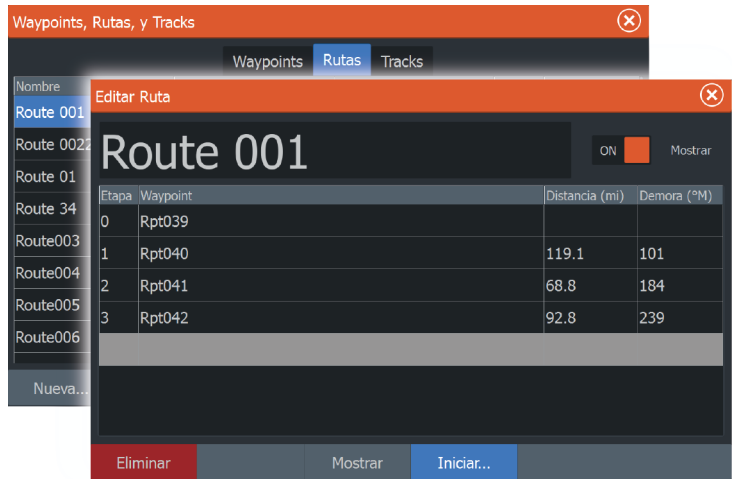 Waypoints, Rutas, y Tracks
Waypoints Rutas Tracks
Nombre
Route 001
Route 0022
Route 01
Route 34
Route003
Route004
Route005
Route006
Nueva...
Editar Ruta
Route 001
ON Mostrar
Etapa Waypoint Distancia (mi) Demora (°M)
0 Rpt039
1 Rpt040 119.1 101
2 Rpt041 68.8 184
3 Rpt042 92.8 239
Eliminar Mostrar Iniciar...